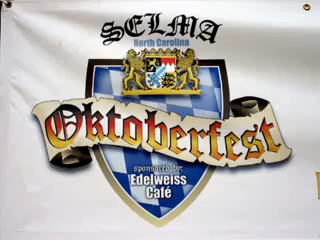 SELMA
North Carolina
Oktoberfest
sponsored by:
Edelweiss
Café